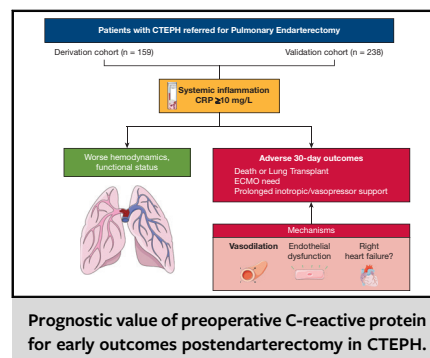 Patients with CTEPH referred for Pulmonary Endarterectomy
Derivation cohort (n = 159)
Validation cohort (n = 238)
Systemic inflammation
CRP ≥10 mg/L
Worse hemodynamics,
functional status
Adverse 30-day outcomes
Death or Lung Transplant
ECMO need
Prolonged inotropic/vasopressor support
Mechanisms
Vasodilation
Endothelial
dysfunction
Right
heart failure?
Prognostic value of preoperative C-reactive protein
for early outcomes postendarterectomy in CTEPH.